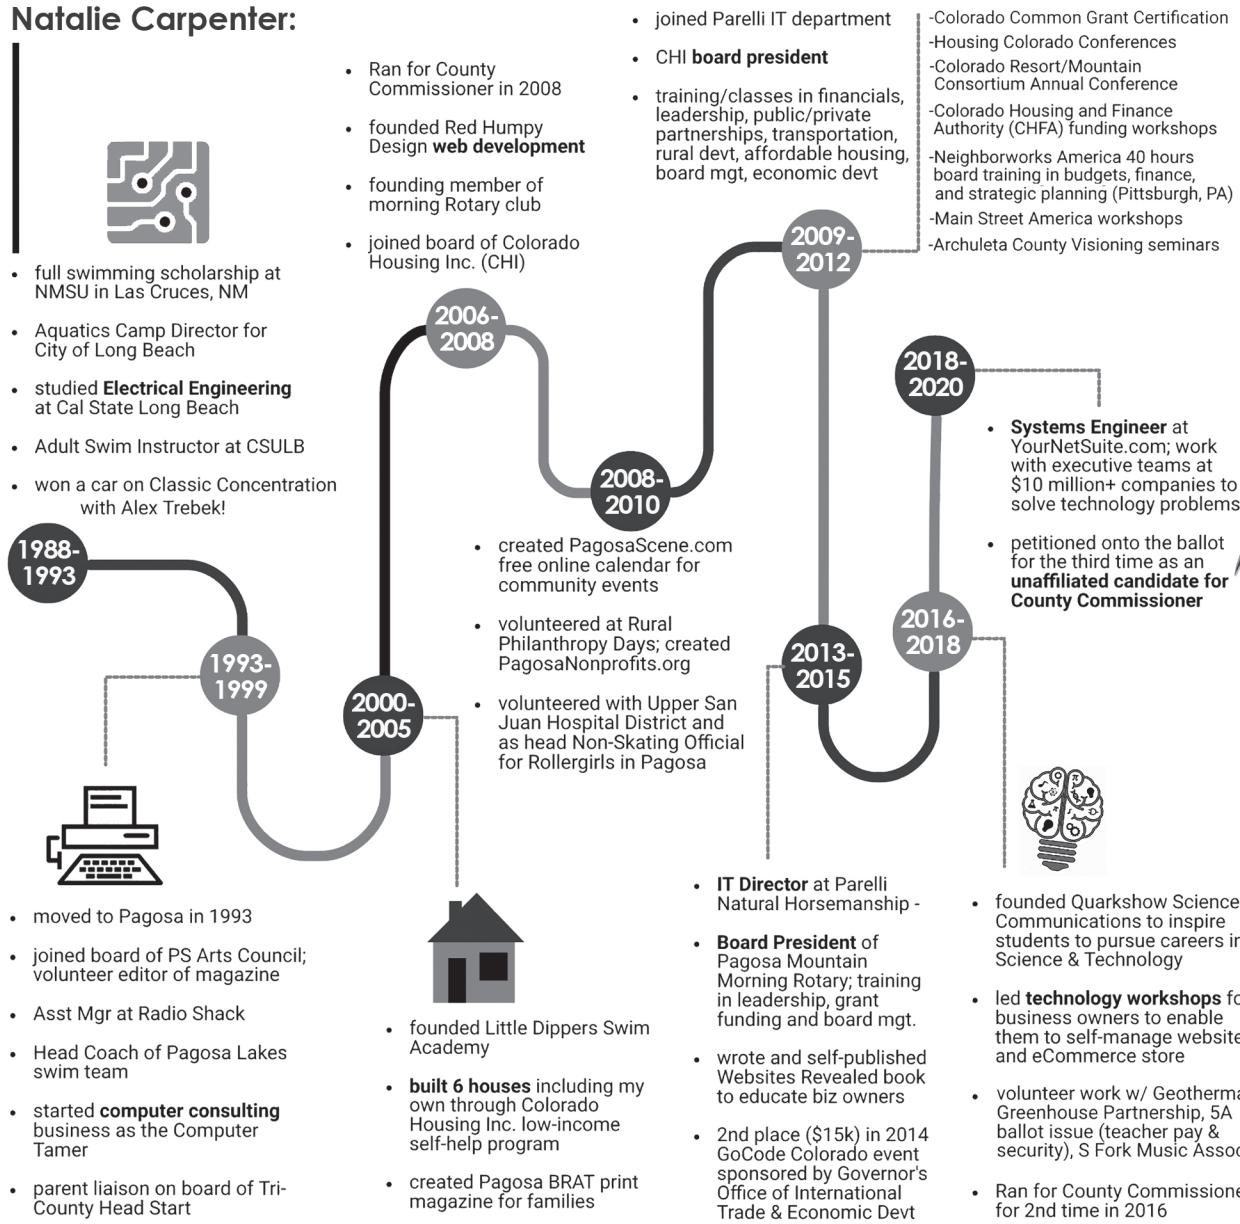 Natalie Carpenter:
• full swimming scholarship at
NMSU in Las Cruces, NM
• Aquatics Camp Director for
City of Long Beach
• studied Electrical Engineering
at Cal State Long Beach
• Adult Swim Instructor at CSULB
• won a car on Classic Concentration
with Alex Trebek!
1988-
1993
1993-
1999
• moved to Pagosa in 1993
• joined board of PS Arts Council;
volunteer editor of magazine
• Asst Mgr at Radio Shack
• Head Coach of Pagosa Lakes
swim team
• started computer consulting
business as the Computer
Tamer
• parent liaison on board of Tri-
County Head Start
2000-
2005
• founded Little Dippers Swim
Academy
• built 6 houses including my
own through Colorado
Housing Inc. low-income
self-help program
• created Pagosa BRAT print
magazine for families
• Ran for County
Commissioner in 2008
• founded Red Humpy
Design web development
• founding member of
morning Rotary club
• joined board of Colorado
Housing Inc. (CHI)
2006-
2008
2008-
2010
• created PagosaScene.com
free online calendar for
community events
• volunteered at Rural
Philanthropy Days; created
PagosaNonprofits.org
• volunteered with Upper San
Juan Hospital District and
as head Non-Skating Official
for Rollergirls in Pagosa
• joined Parelli IT department
• CHI board president
• training/classes in financials,
leadership, public/private
partnerships, transportation,
rural devt, affordable housing,
board mgt, economic devt
2009-
2012
-Colorado Common Grant Certification
-Housing Colorado Conferences
-Colorado Resort/Mountain
Consortium Annual Conference
-Colorado Housing and Finance
Authority (CHFA) funding workshops
-Neighborworks America 40 hours
board training in budgets, finance,
and strategic planning (Pittsburgh, PA)
-Main Street America workshops
-Archuleta County Visioning seminars
2013-
2015
• IT Director at Parelli
Natural Horsemanship -
• Board President of
Pagosa Mountain
Morning Rotary; training
in leadership, grant
funding and board mgt.
• wrote and self-published
Websites Revealed book
to educate biz owners
• 2nd place ($15k) in 2014
GoCode Colorado event
sponsored by Governor's
Office of International
Trade & Economic Devt
2016-
2018
• founded Quarkshow Science
Communications to inspire
students to pursue careers in
Science & Technology
• led technology workshops fo
business owners to enable
them to self-manage website
and eCommerce store
• volunteer work w/ Geotherma
Greenhouse Partnership, 5A
ballot issue (teacher pay &
security), S Fork Music Assoc
• Ran for County Commissione
for 2nd time in 2016
2018-
2020
• Systems Engineer at
YourNetSuite.com; work
with executive teams at
$10 million+ companies to
solve technology problems
• petitioned onto the ballot
for the third time as an
unaffiliated candidate for
County Commissioner